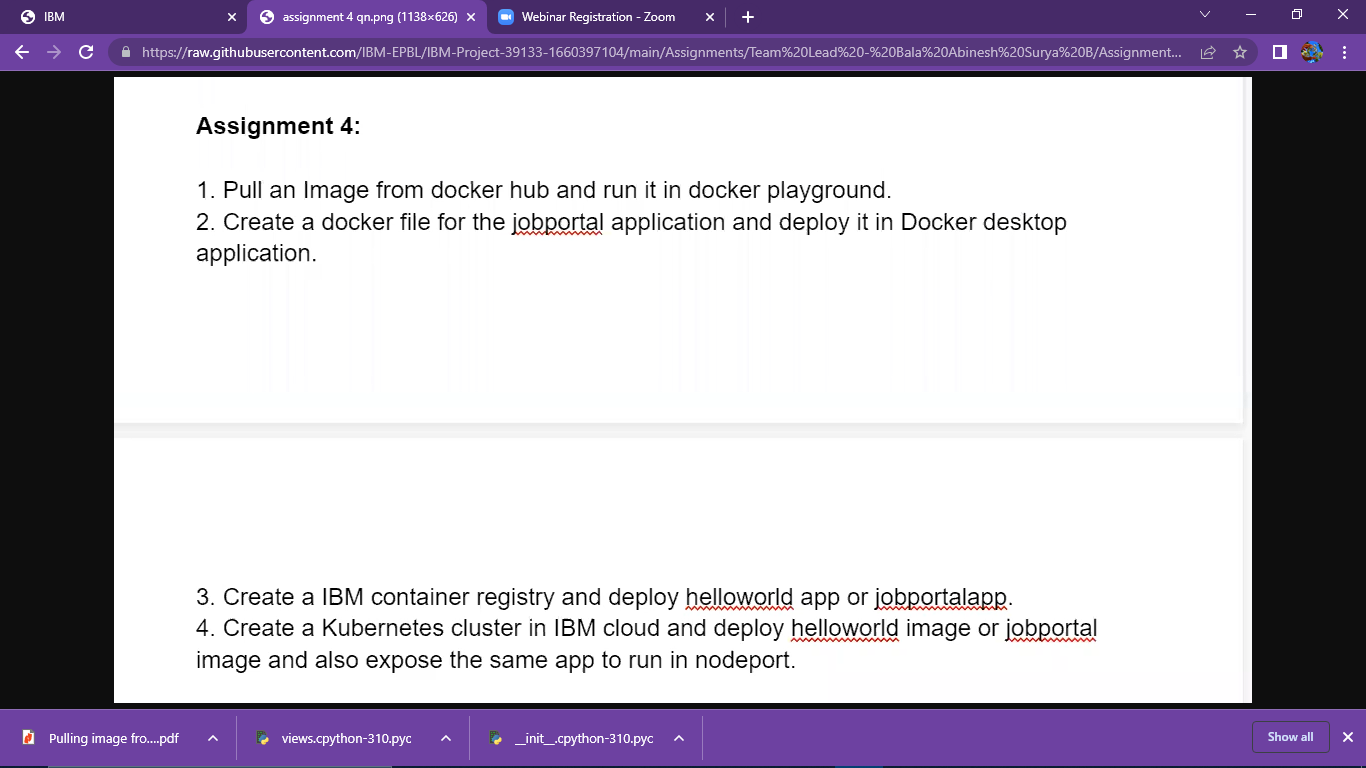 IBM
assignment 4 qn.png (1138×626)
Webinar Registration - Zoom
https://raw.githubusercontent.com/IBM-EPBL/IBM-Project-39133-1660397104/main/Assignments/Team%20Lead%20-%20Bala%20Abinesh%20Surya%20B/Assignment...
Assignment 4:
1. Pull an Image from docker hub and run it in docker playground.
2. Create a docker file for the jobportal application and deploy it in Docker desktop
application.
3. Create a IBM container registry and deploy helloworld app or jobportalapp.
4. Create a Kubernetes cluster in IBM cloud and deploy helloworld image or jobportal
image and also expose the same app to run in nodeport.
Pulling image fro....pdf
views.cpython-310.pyc
__init__.cpython-310.pyc
Show all